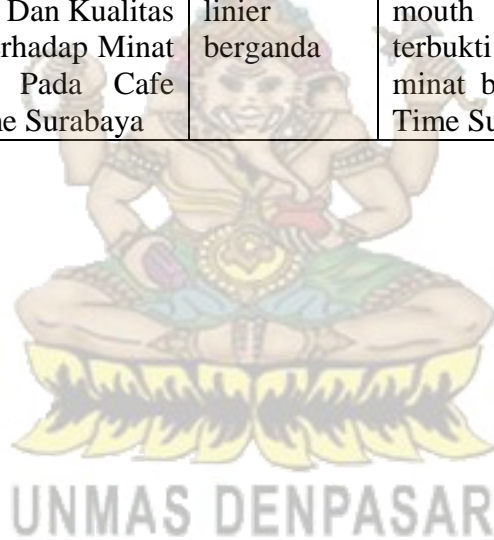 Dan Kualitas
rhadap Minat
Pada Cafe
ne Surabaya
linier
berganda
mouth
terbukti
minat b
Time Su
UNMAS DENPASAR